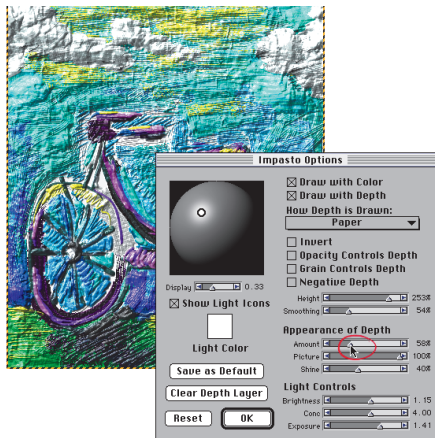 Impasto Options
Draw with Color
Draw with Depth
How Depth is Drawn:
Paper
Invert
Opacity Controls Depth
Grain Controls Depth
Negative Depth
Display 0.33
Height 253%
Smoothing 54%
Show Light Icons
Light Color
Appearance of Depth
Amount 58%
Picture 100%
Shine 40%
Save as Default
Clear Depth Layer
Reset OK
Light Controls
Brightness 1.15
Conc 4.00
Exposure 1.41